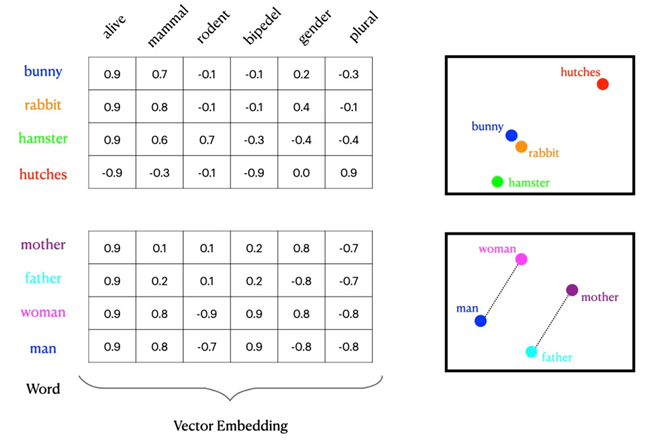 alive mammal rodent bipedel gender plural
bunny 0.9 0.7 -0.1 -0.1 0.2 -0.3
rabbit 0.9 0.8 -0.1 -0.1 0.4 -0.1
hamster 0.9 0.6 0.7 -0.3 -0.4 -0.4
hutches -0.9 -0.3 -0.1 -0.9 0.0 0.9
hutches
bunny
rabbit
hamster
mother 0.9 0.1 0.1 0.2 0.8 -0.7
father 0.9 0.2 0.1 0.2 -0.8 -0.7
woman 0.9 0.8 -0.9 0.9 0.8 -0.8
man 0.9 0.8 -0.7 0.9 -0.8 -0.8
woman
mother
man
father
Word
Vector Embedding